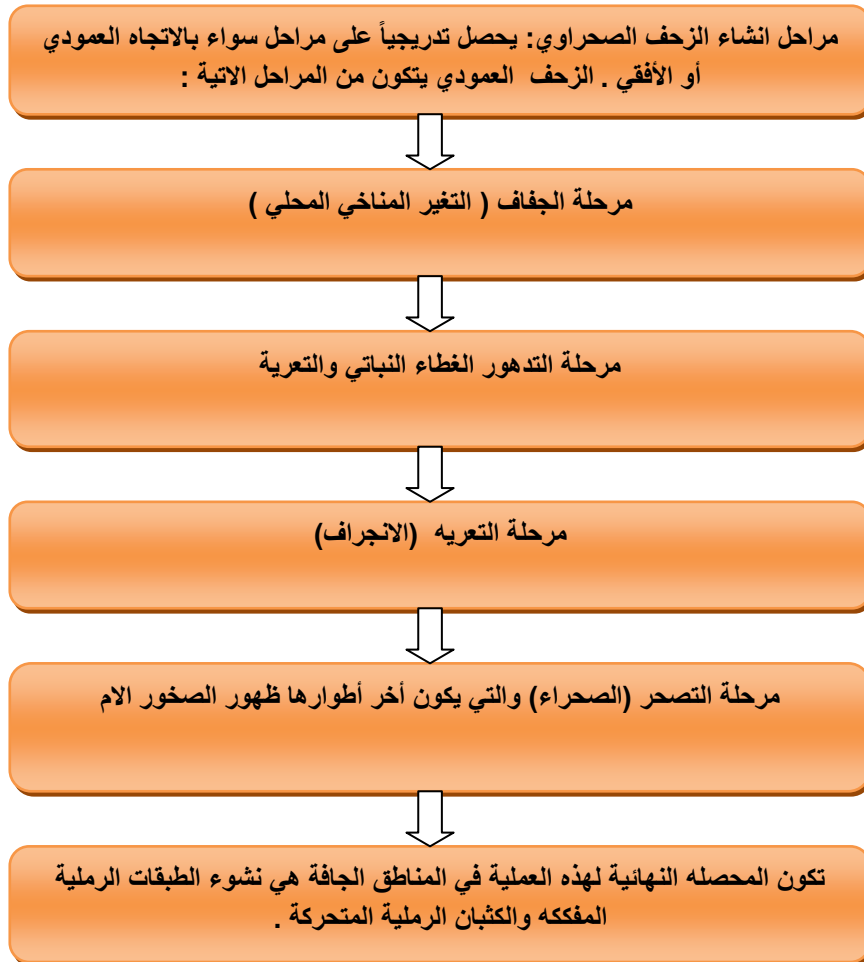 مراحل انشاء الزحف الصحراوي: يحصل تدريجياً على مراحل سواء بالاتجاه العمودي
أو الأفقي . الزحف العمودي يتكون من المراحل الاتية :
مرحلة الجفاف ( التغير المناخي المحلي )
مرحلة التدهور الغطاء النباتي والتعرية
مرحلة التعريه (الانجراف)
مرحلة التصحر (الصحراء) والتي يكون أخر أطوارها ظهور الصخور الام
تكون المحصله النهائية لهذه العملية في المناطق الجافة هي نشوء الطبقات الرملية
المفككه والكثبان الرملية المتحركة .